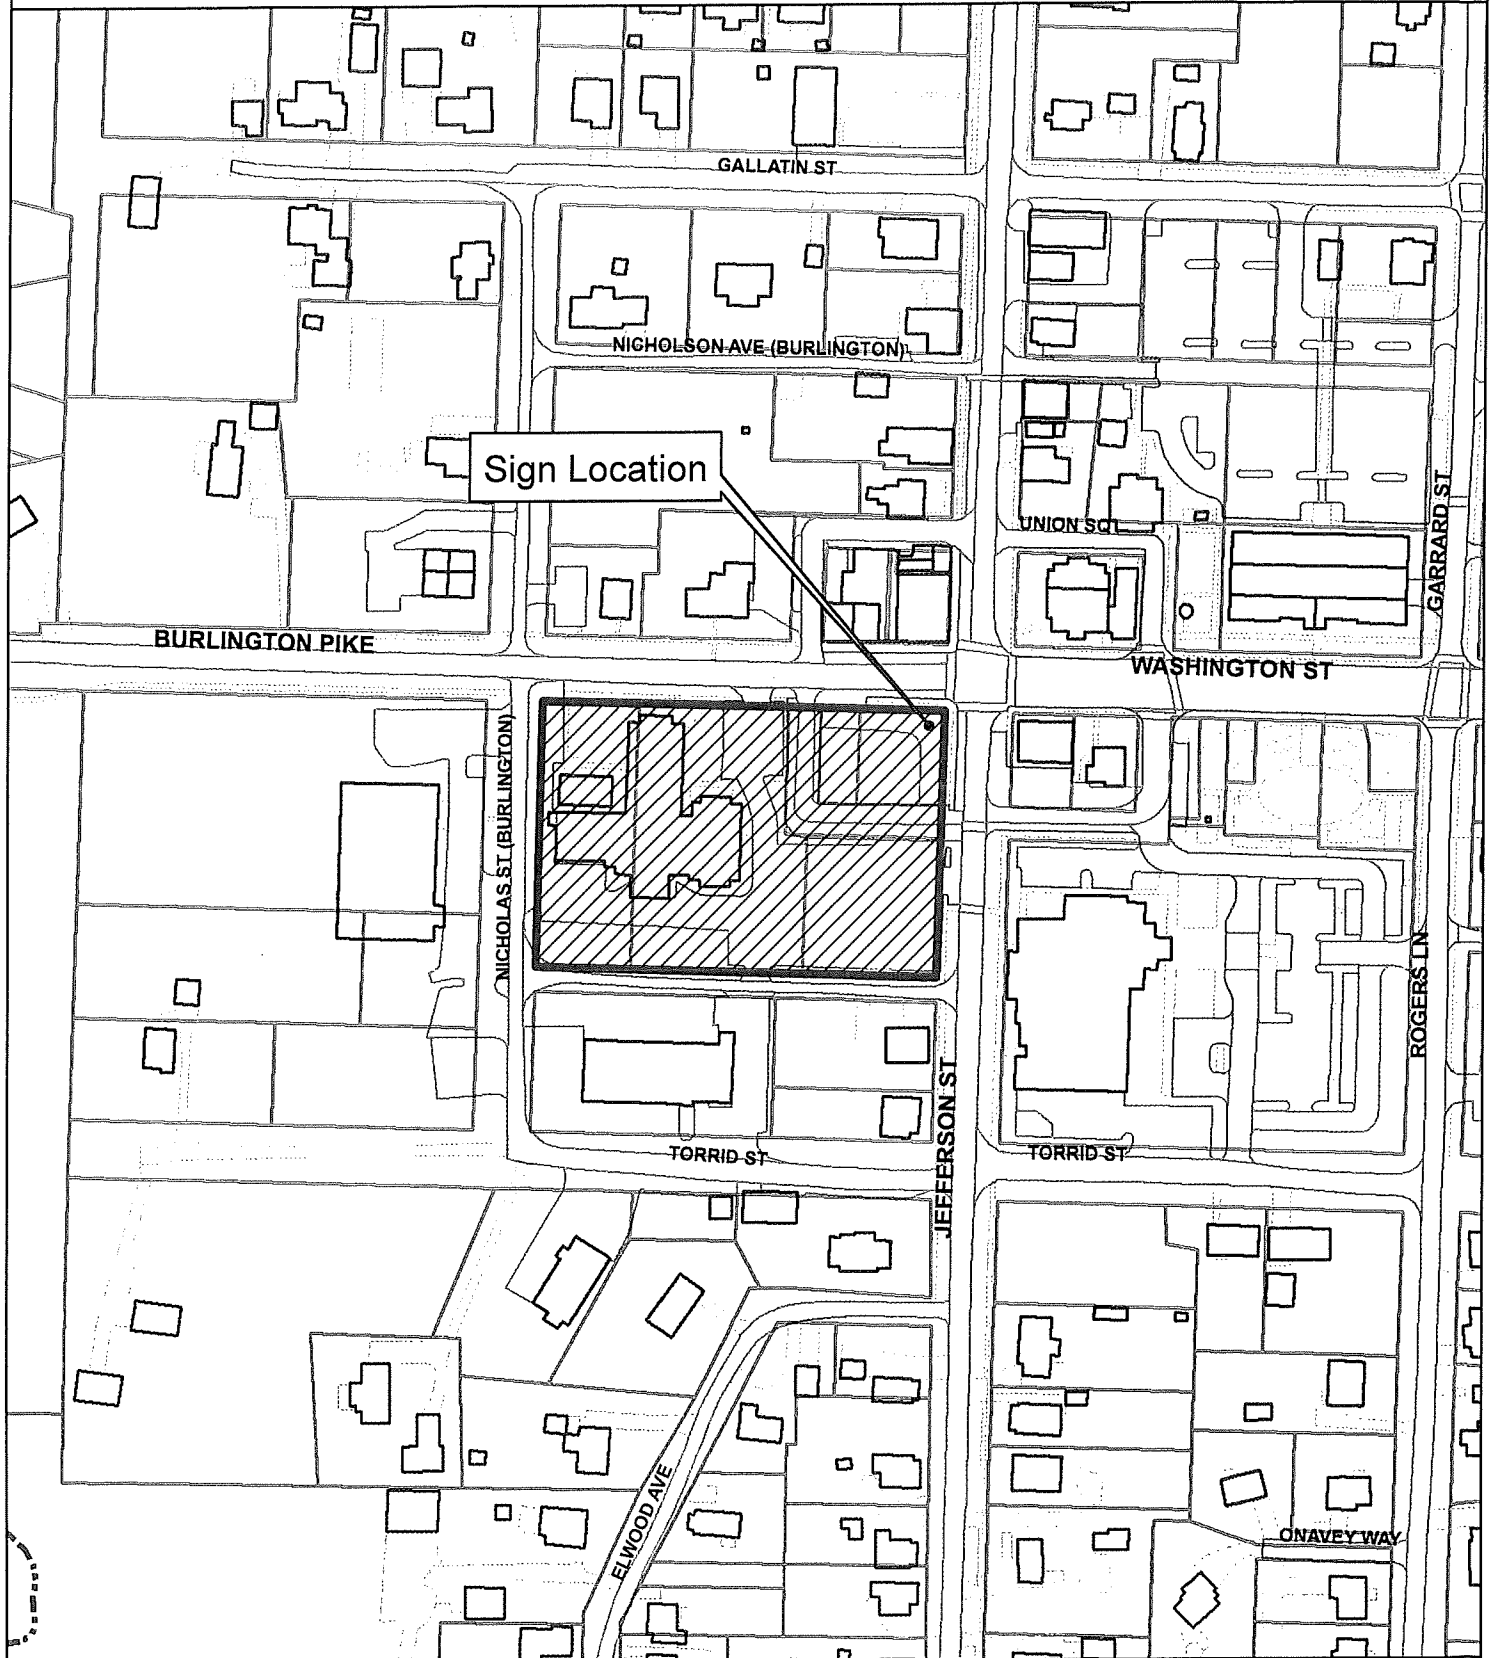 GALLATIN ST
NICHOLSON AVE (BURLINGTON)
Sign Location
UNION SQ
GARRARD ST
BURLINGTON PIKE
WASHINGTON ST
NICHOLAS ST (BURLINGTON)
ROGERS LN
JEFFERSON ST
TORRID ST
TORRID ST
ELWOOD AVE
ONAVEY WAY